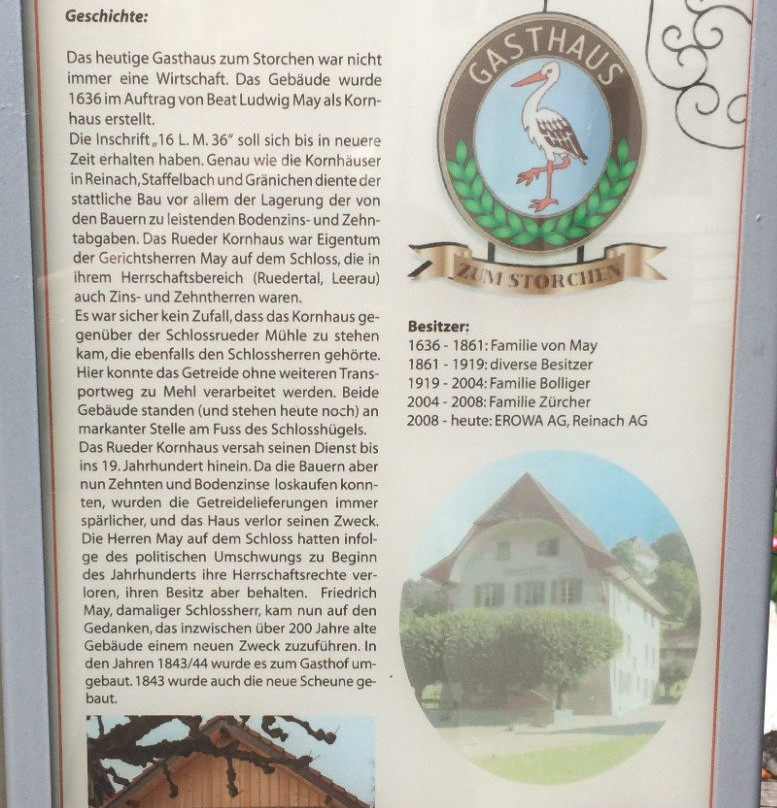 Geschichte:
Das heutige Gasthaus zum Storchen war nicht
immer eine Wirtschaft. Das Gebäude wurde
1636 im Auftrag von Beat Ludwig May als Korn-
haus erstellt.
Die Inschrift „16 L. M. 36“ soll sich bis in neuere
Zeit erhalten haben. Genau wie die Kornhäuser
in Reinach, Staffelbach und Gränichen diente der
stattliche Bau vor allem der Lagerung der von
den Bauern zu leistenden Bodenzins- und Zehn-
tabgaben. Das Rueder Kornhaus war Eigentum
der Gerichtsherren May auf dem Schloss, die in
ihrem Herrschaftsbereich (Ruedertal, Leerau)
auch Zins- und Zehntherren waren.
Es war sicher kein Zufall, dass das Kornhaus ge-
genüber der Schlossrueder Mühle zu stehen
kam, die ebenfalls den Schlossherren gehörte.
Hier konnte das Getreide ohne weiteren Trans-
portweg zu Mehl verarbeitet werden. Beide
Gebäude standen (und stehen heute noch) an
markanter Stelle am Fuss des Schlosshügels.
Das Rueder Kornhaus versah seinen Dienst bis
ins 19. Jahrhundert hinein. Da die Bauern aber
nun Zehnten und Bodenzinse loskaufen konn-
ten, wurden die Getreidelieferungen immer
spärlicher, und das Haus verlor seinen Zweck.
Die Herren May auf dem Schloss hatten infol-
ge des politischen Umschwungs zu Beginn
des Jahrhunderts ihre Herrschaftsrechte ver-
loren, ihren Besitz aber behalten. Friedrich
May, damaliger Schlossherr, kam nun auf den
Gedanken, das inzwischen über 200 Jahre alte
Gebäude einem neuen Zweck zuzuführen. In
den Jahren 1843/44 wurde es zum Gasthof um-
gebaut. 1843 wurde auch die neue Scheune ge-
baut.
GASTHAUS
ZUM STORCHEN
Besitzer:
1636 - 1861: Familie von May
1861 - 1919: diverse Besitzer
1919 - 2004: Familie Bolliger
2004 - 2008: Familie Zürcher
2008 - heute: EROWA AG, Reinach AG